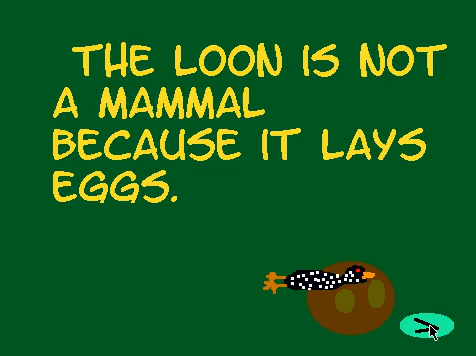 THE LOON IS NOT
A MAMMAL
BECAUSE IT LAYS
EGGS.